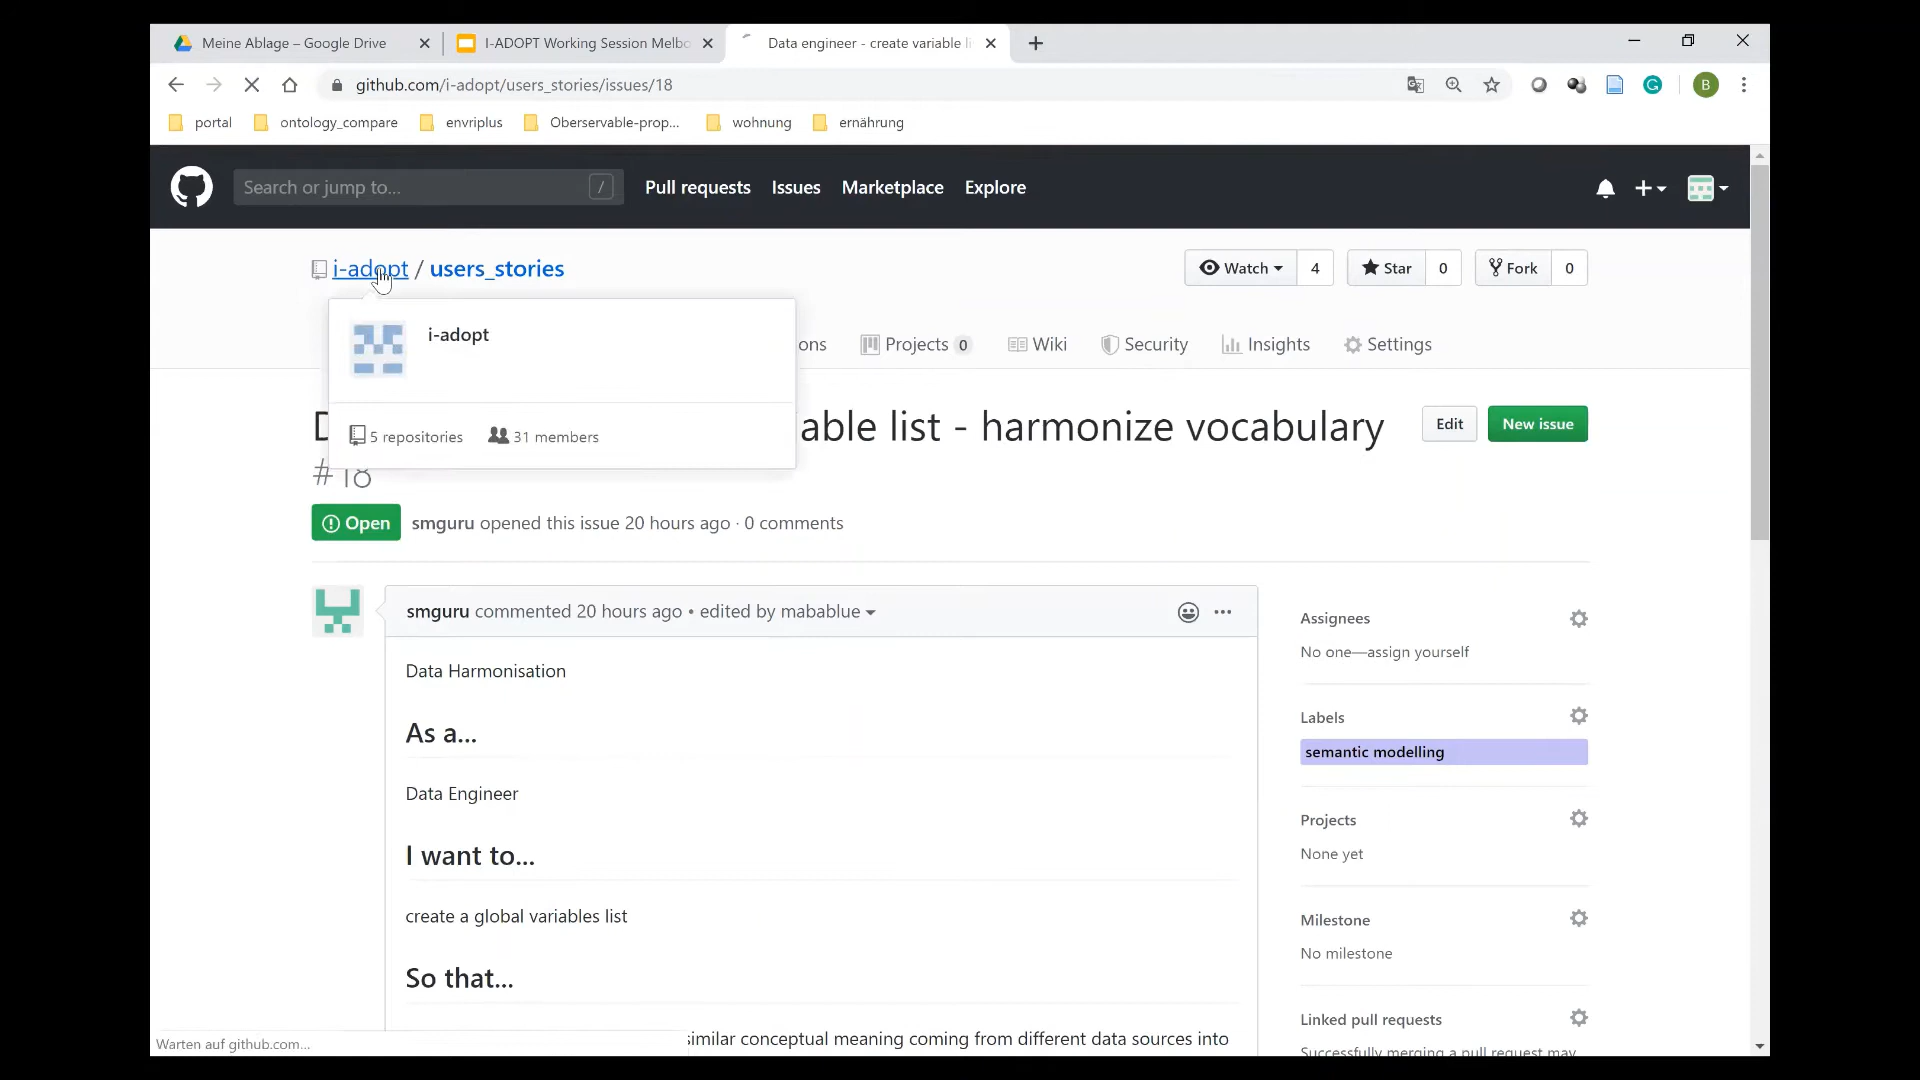 Meine Ablage – Google Drive
I-ADOPT Working Session Melbo
Data engineer - create variable li
github.com/i-adopt/users_stories/issues/18
B
portal
ontology_compare
envriplus
Oberservable-prop...
wohnung
ernährung
Search or jump to...
/
Pull requests
Issues
Marketplace
Explore
i-adopt / users_stories
Watch
4
Star
0
Fork
0
i-adopt
5 repositories
31 members
ons
Projects 0
Wiki
Security
Insights
Settings
able list - harmonize vocabulary
#18
Edit
New issue
Open
smguru opened this issue 20 hours ago · 0 comments
smguru commented 20 hours ago • edited by mabablue
Data Harmonisation
As a...
Data Engineer
I want to...
create a global variables list
So that...
similar conceptual meaning coming from different data sources into
Assignees
No one—assign yourself
Labels
semantic modelling
Projects
None yet
Milestone
No milestone
Linked pull requests
Successfully merging a pull request may
Warten auf github.com...